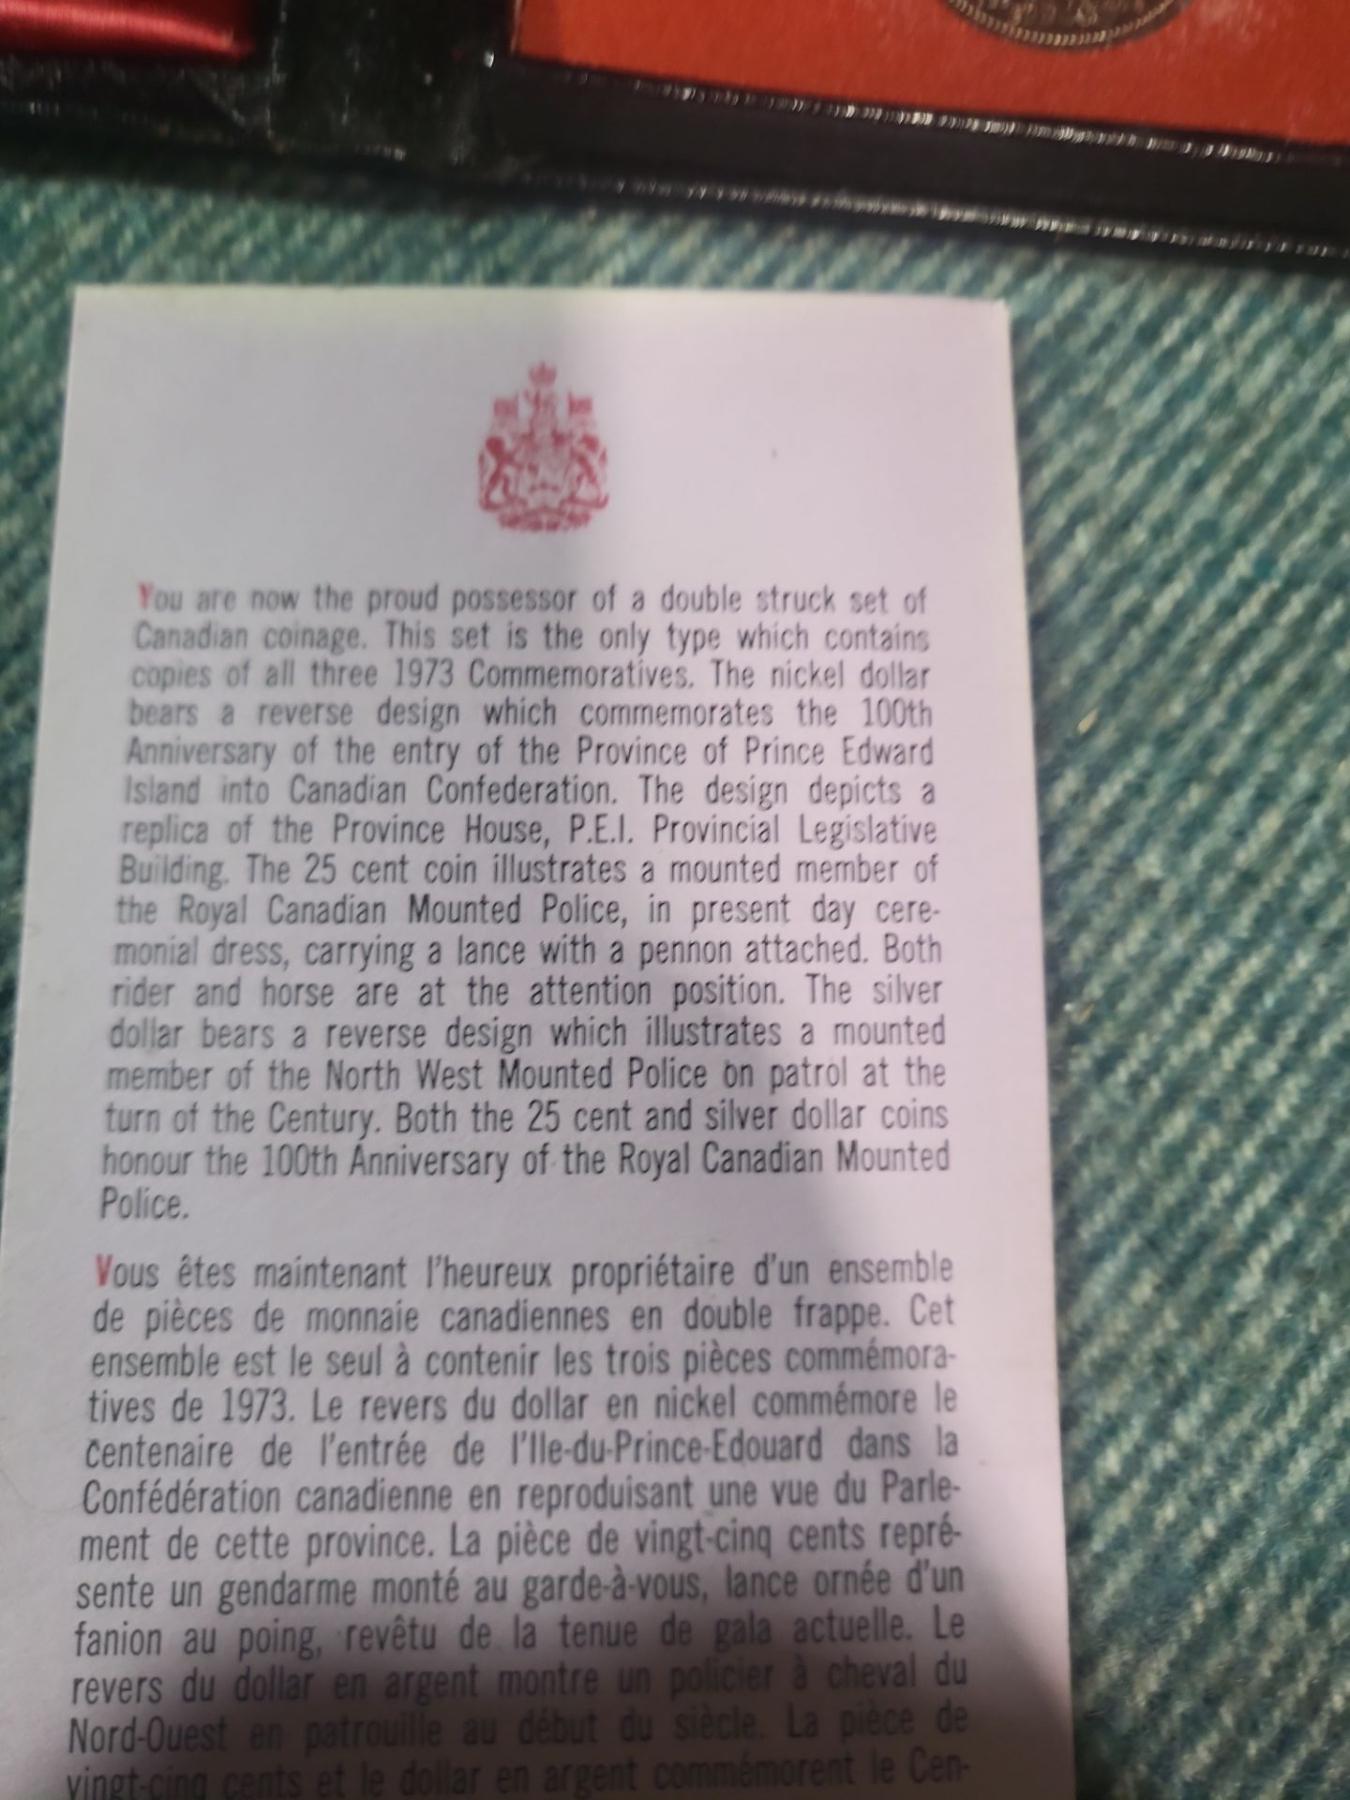 You are now the proud possessor of a double struck set of
Canadian coinage. This set is the only type which contains
copies of all three 1973 Commemoratives. The nickel dollar
bears a reverse design which commemorates the 100th
Anniversary of the entry of the Province of Prince Edward
Island into Canadian Confederation. The design depicts a
replica of the Province House, P.E.I. Provincial Legislative
Building. The 25 cent coin illustrates a mounted member of
the Royal Canadian Mounted Police, in present day cere-
monial dress, carrying a lance with a pennon attached. Both
rider and horse are at the attention position. The silver
dollar bears a reverse design which illustrates a mounted
member of the North West Mounted Police on patrol at the
turn of the Century. Both the 25 cent and silver dollar coins
honour the 100th Anniversary of the Royal Canadian Mounted
Police.
Vous êtes maintenant l'heureux propriétaire d'un ensemble
de pièces de monnaie canadiennes en double frappe. Cet
ensemble est le seul à contenir les trois pièces commémora-
tives de 1973. Le revers du dollar en nickel commémore le
centenaire de l'entrée de l'Ile-du-Prince-Edouard dans la
Confédération canadienne en reproduisant une vue du Parle-
ment de cette province. La pièce de vingt-cinq cents repré-
sente un gendarme monté au garde-à-vous, lance ornée d'un
fanion au poing, revêtu de la tenue de gala actuelle. Le
revers du dollar en argent montre un policier à cheval du
Nord-Ouest en patrouille au début du siècle. La pièce de
vingt-cinq cents et le dollar en argent commémorent le Cen-